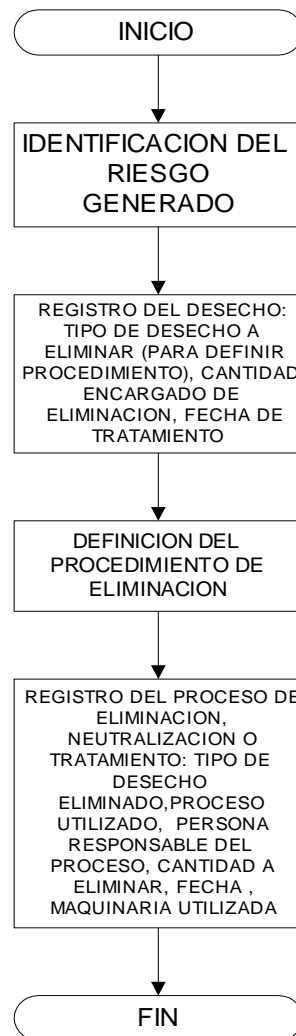 INICIO
IDENTIFICACION DEL
RIESGO
GENERADO
REGISTRO DEL DESECHO:
TIPO DE DESECHO A
ELIMINAR (PARA DEFINIR
PROCEDIMIENTO), CANTIDAD
ENCARGADO DE
ELIMINACION, FECHA DE
TRATAMIENTO
DEFINICION DEL
PROCEDIMIENTO DE
ELIMINACION
REGISTRO DEL PROCESO DE
ELIMINACION,
NEUTRALIZACION O
TRATAMIENTO: TIPO DE
DESECHO
ELIMINADO,PROCESO
UTILIZADO, PERSONA
RESPONSABLE DEL
PROCESO, CANTIDAD A
ELIMINAR, FECHA ,
MAQUINARIA UTILIZADA
FIN